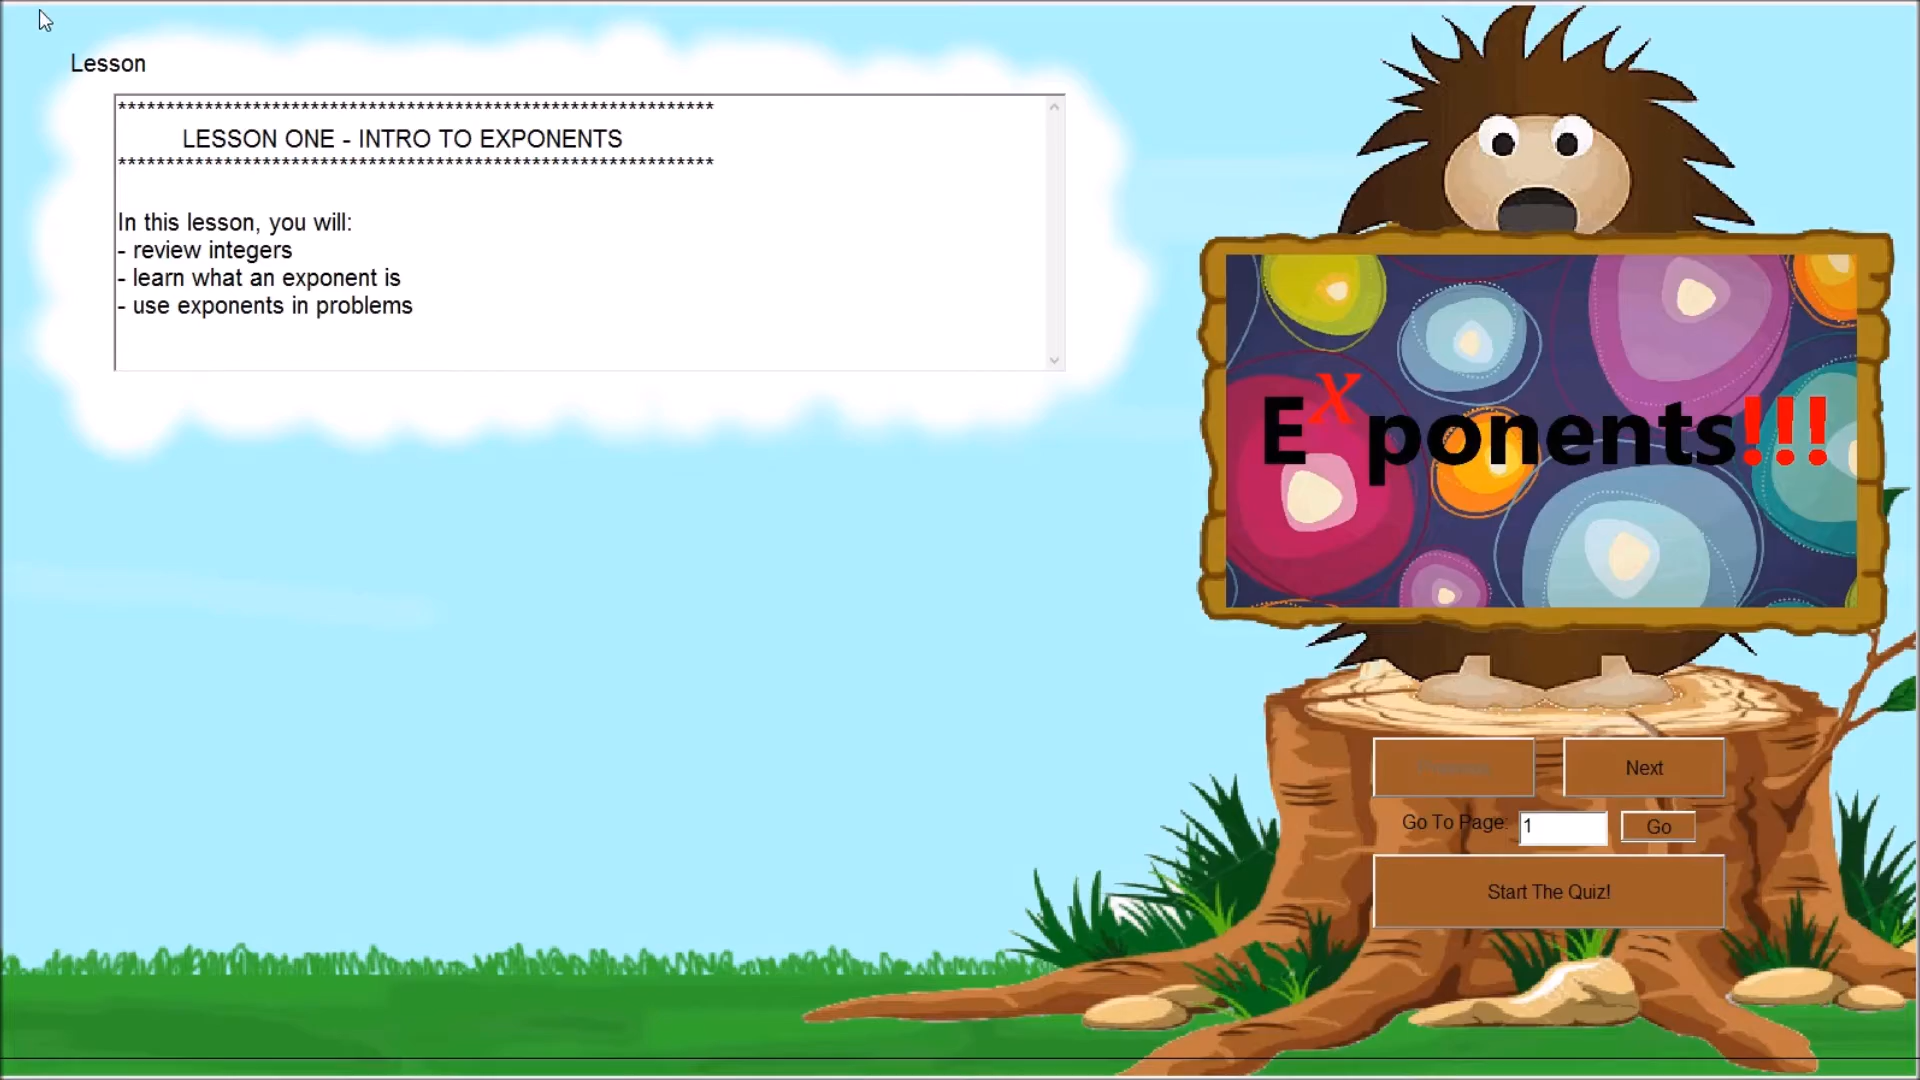 Lesson
**************************************************************
LESSON ONE - INTRO TO EXPONENTS
**************************************************************
In this lesson, you will:
- review integers
- learn what an exponent is
- use exponents in problems
Exponents!!!
Previous
Next
Go To Page:
1
Go
Start The Quiz!